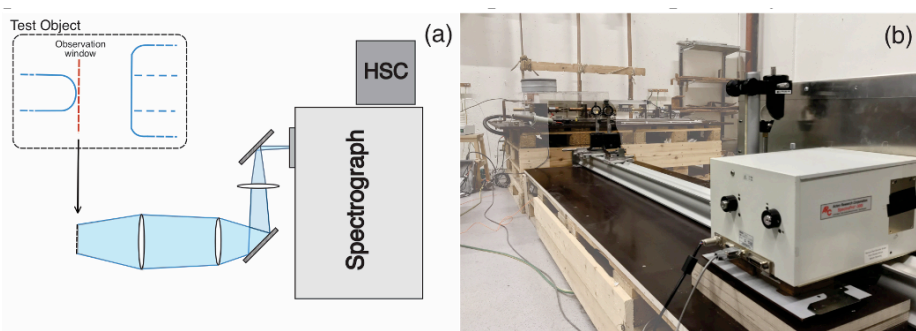 Test Object
Observation
window
(a)
HSC
Spectrograph
(b)